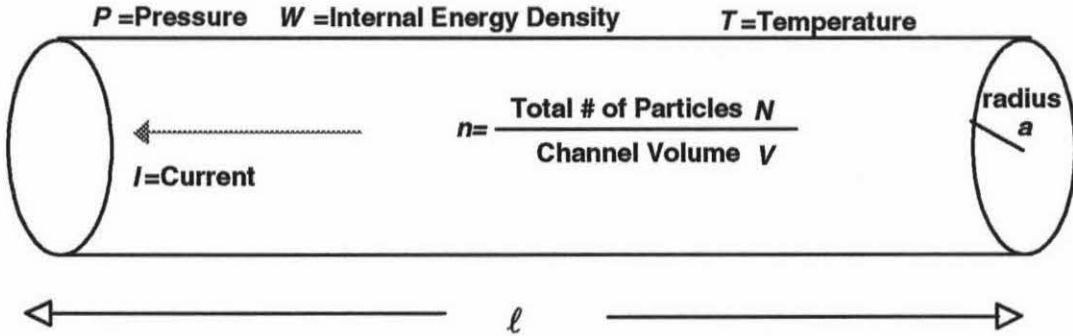 P =Pressure W =Internal Energy Density T =Temperature
radius
a
n= Total # of Particles N
Channel Volume V
I=Current
ℓ